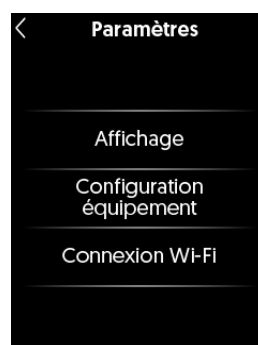 Paramètres
Affichage
Configuration
équipement
Connexion Wi-Fi